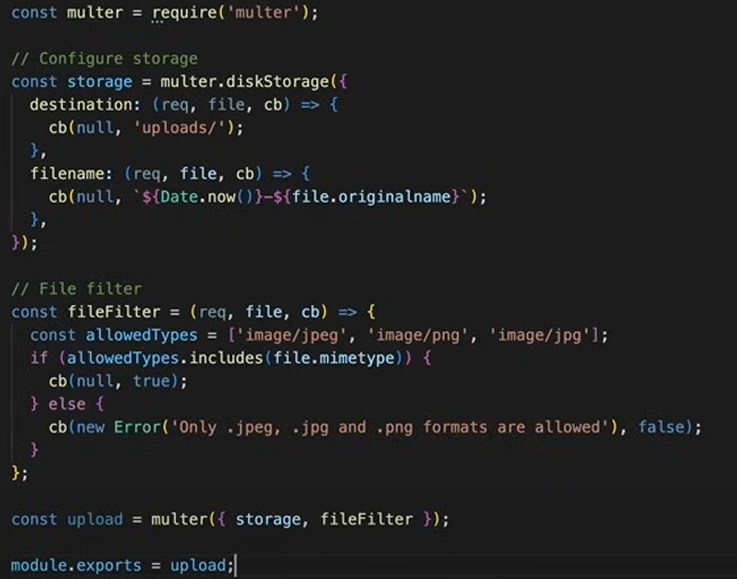 const multer = require('multer');
// Configure storage
const storage = multer.diskStorage({
  destination: (req, file, cb) => {
    cb(null, 'uploads/');
  },
  filename: (req, file, cb) => {
    cb(null, `${Date.now()}-${file.originalname}`);
  },
});
// File filter
const fileFilter = (req, file, cb) => {
  const allowedTypes = ['image/jpeg', 'image/png', 'image/jpg'];
  if (allowedTypes.includes(file.mimetype)) {
    cb(null, true);
  } else {
    cb(new Error('Only .jpeg, .jpg and .png formats are allowed'), false);
  }
};
const upload = multer({ storage, fileFilter });
module.exports = upload;